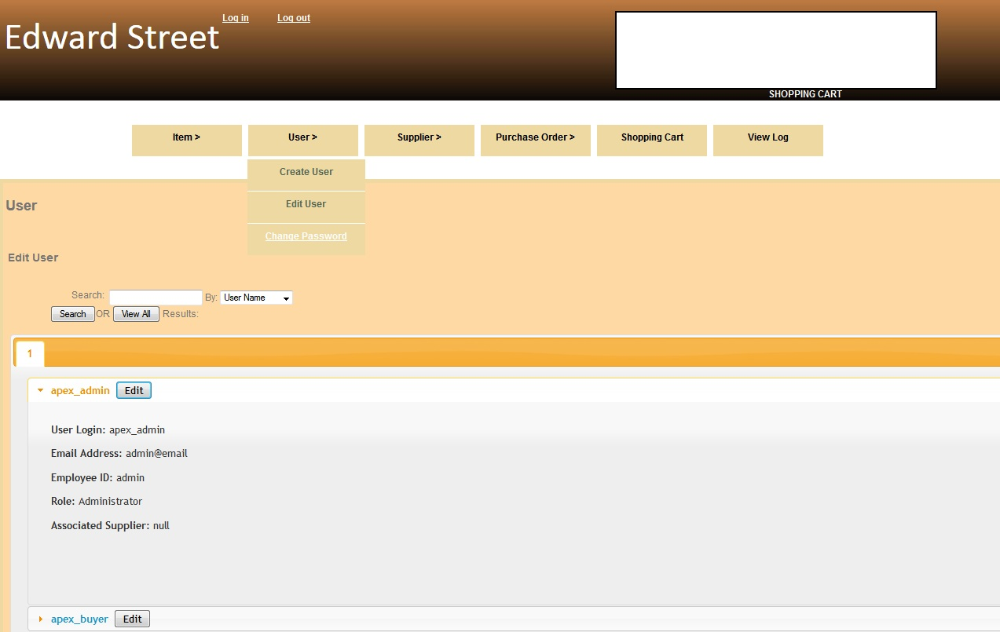 Log in Log out
Edward Street
SHOPPING CART
Item > User > Supplier > Purchase Order > Shopping Cart View Log
Create User
Edit User
Change Password
User
Edit User
Search: By: User Name
Search OR View All Results:
1
apex_admin Edit
User Login: apex_admin
Email Address: admin@email
Employee ID: admin
Role: Administrator
Associated Supplier: null
apex_buyer Edit